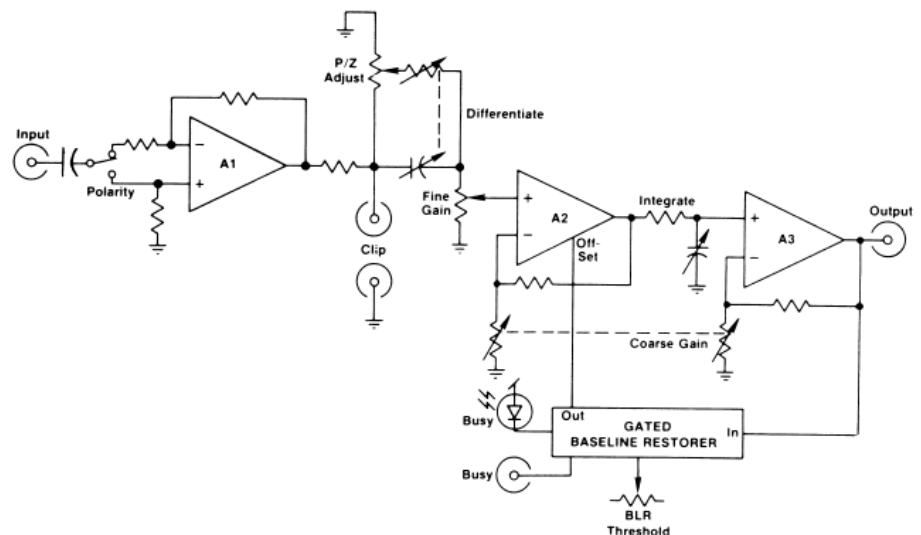 P/Z
Adjust
Differentiate
Input
−
A1
+
Polarity
Fine
Gain
Clip
+
A2
−
Off-
Set
Integrate
+
A3
−
Output
Coarse Gain
Busy
Out
GATED
BASELINE RESTORER
In
Busy
BLR
Threshold